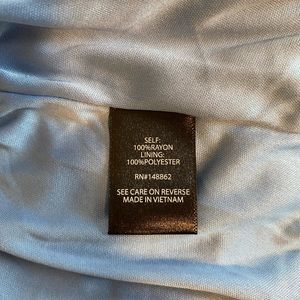 SELF:
100%RAYON
LINING:
100%POLYESTER
RN#148862
SEE CARE ON REVERSE
MADE IN VIETNAM